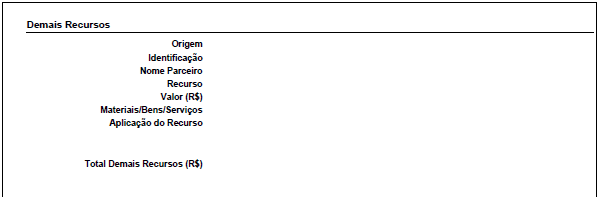 Demais Recursos
Origem
Identificação
Nome Parceiro
Recurso
Valor (R$)
Materiais/Bens/Serviços
Aplicação do Recurso
Total Demais Recursos (R$)